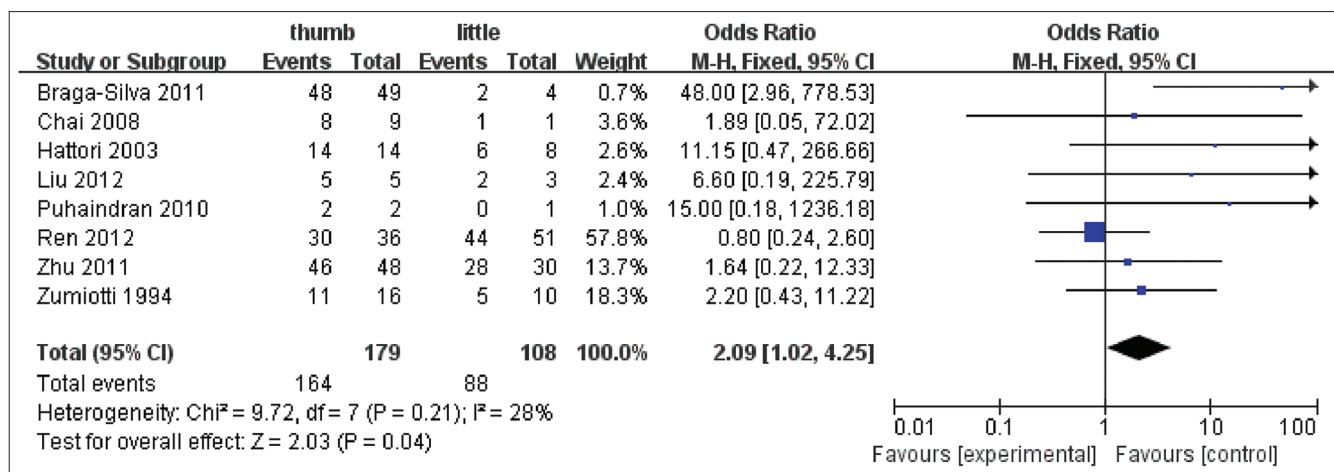 thumb little Odds Ratio Odds Ratio
Study or Subgroup Events Total Events Total Weight M-H, Fixed, 95% CI M-H, Fixed, 95% CI
Braga-Silva 2011 48 49 2 4 0.7% 48.00 [2.96, 778.53]
Chai 2008 8 9 1 1 3.6% 1.89 [0.05, 72.02]
Hattori 2003 14 14 6 8 2.6% 11.15 [0.47, 266.66]
Liu 2012 5 5 2 3 2.4% 6.60 [0.19, 225.79]
Puhaindran 2010 2 2 0 1 1.0% 15.00 [0.18, 1236.18]
Ren 2012 30 36 44 51 57.8% 0.80 [0.24, 2.60]
Zhu 2011 46 48 28 30 13.7% 1.64 [0.22, 12.33]
Zumiotti 1994 11 16 5 10 18.3% 2.20 [0.43, 11.22]
Total (95% CI) 179 108 100.0% 2.09 [1.02, 4.25]
Total events 164 88
Heterogeneity: Chi² = 9.72, df = 7 (P = 0.21); I² = 28%
Test for overall effect: Z = 2.03 (P = 0.04)
0.01 0.1 1 10 100
Favours [experimental] Favours [control]